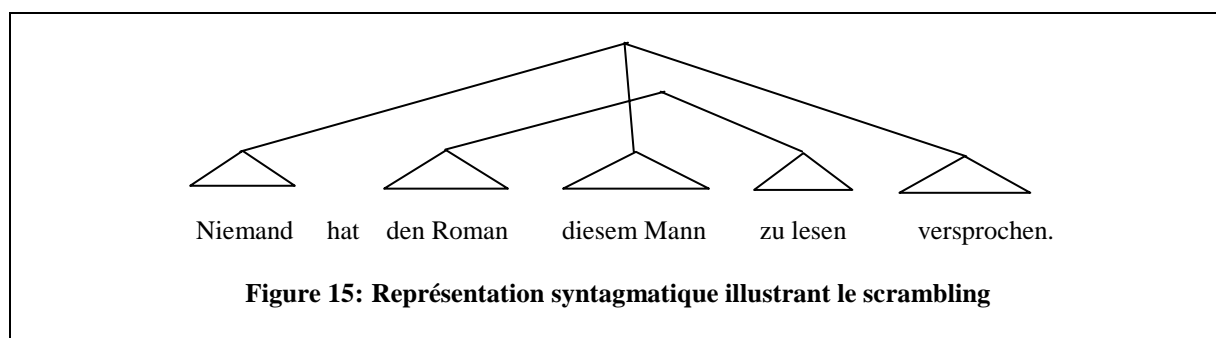 Niemand hat den Roman diesem Mann zu lesen versprochen.
Figure 15: Représentation syntagmatique illustrant le scrambling